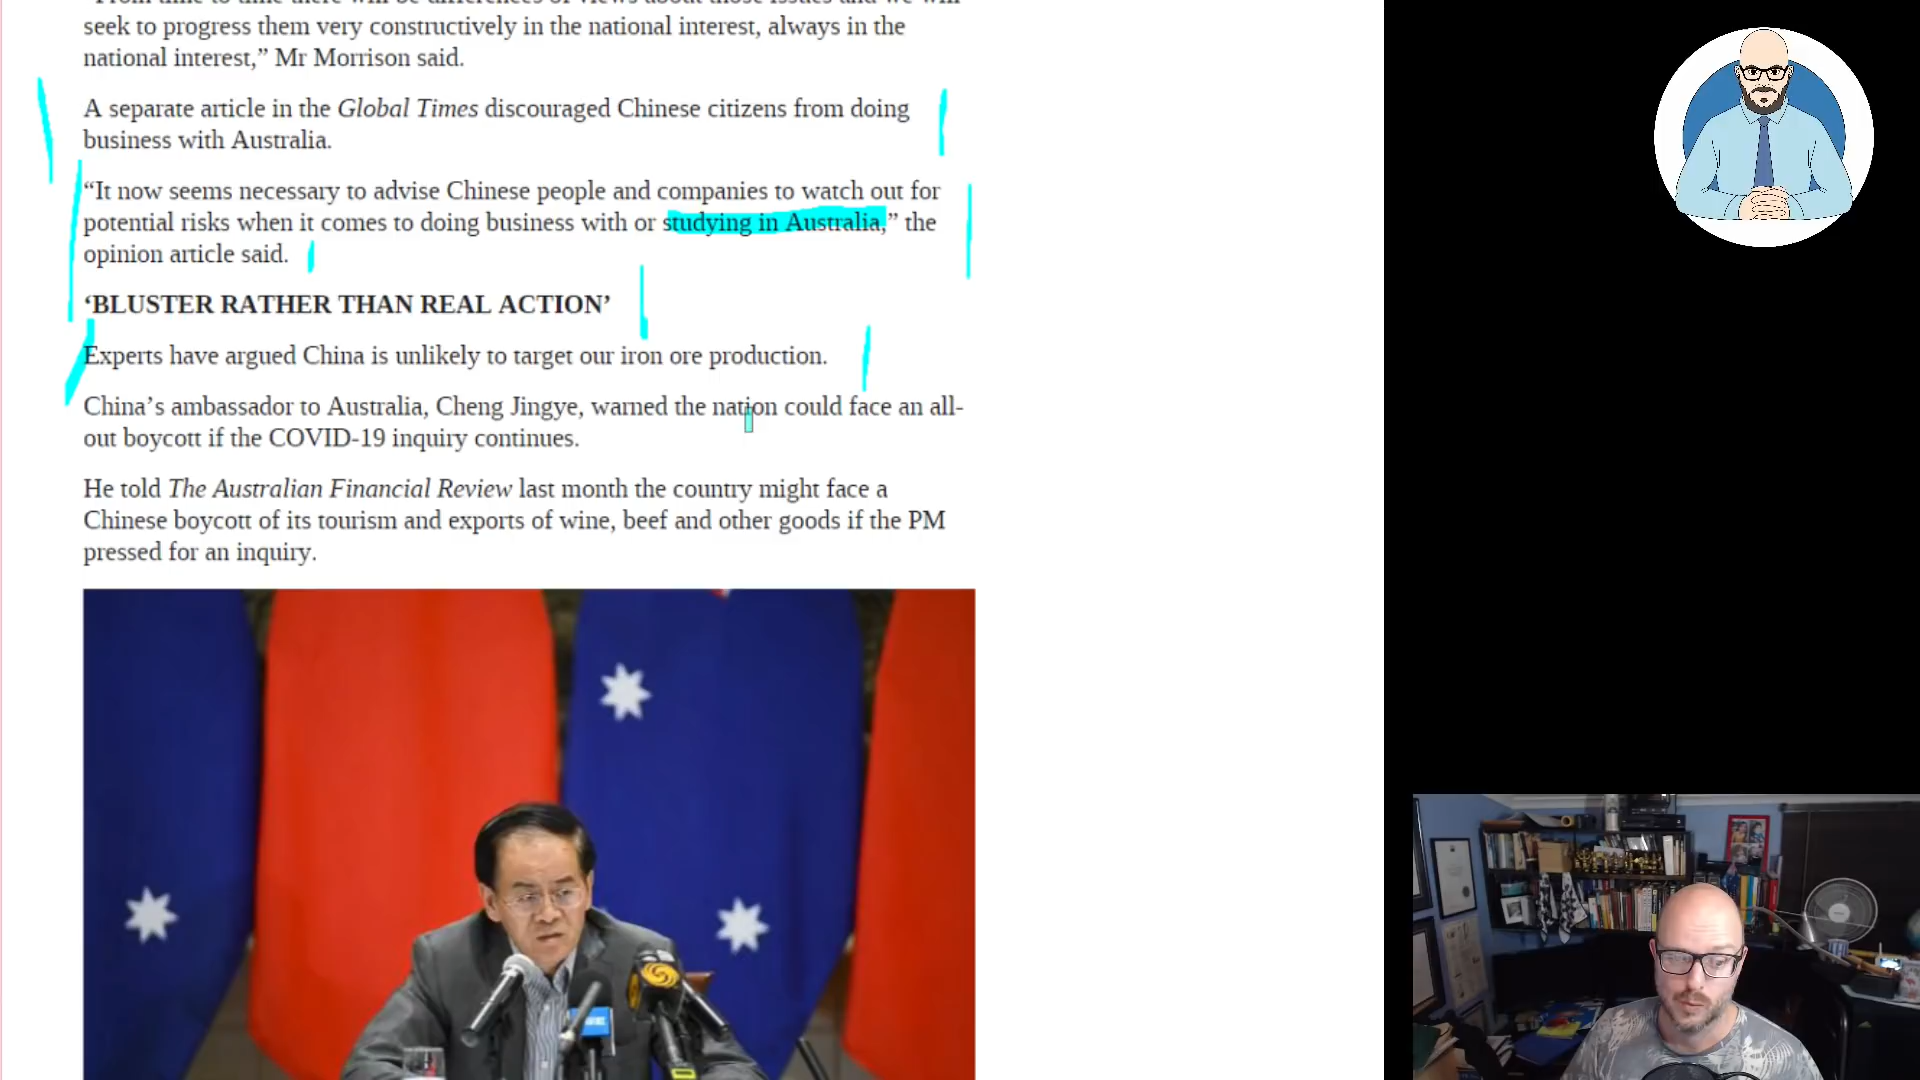 seek to progress them very constructively in the national interest, always in the
national interest,” Mr Morrison said.
A separate article in the Global Times discouraged Chinese citizens from doing
business with Australia.
“It now seems necessary to advise Chinese people and companies to watch out for
potential risks when it comes to doing business with or studying in Australia,” the
opinion article said.
‘BLUSTER RATHER THAN REAL ACTION’
Experts have argued China is unlikely to target our iron ore production.
China’s ambassador to Australia, Cheng Jingye, warned the nation could face an all-
out boycott if the COVID-19 inquiry continues.
He told The Australian Financial Review last month the country might face a
Chinese boycott of its tourism and exports of wine, beef and other goods if the PM
pressed for an inquiry.